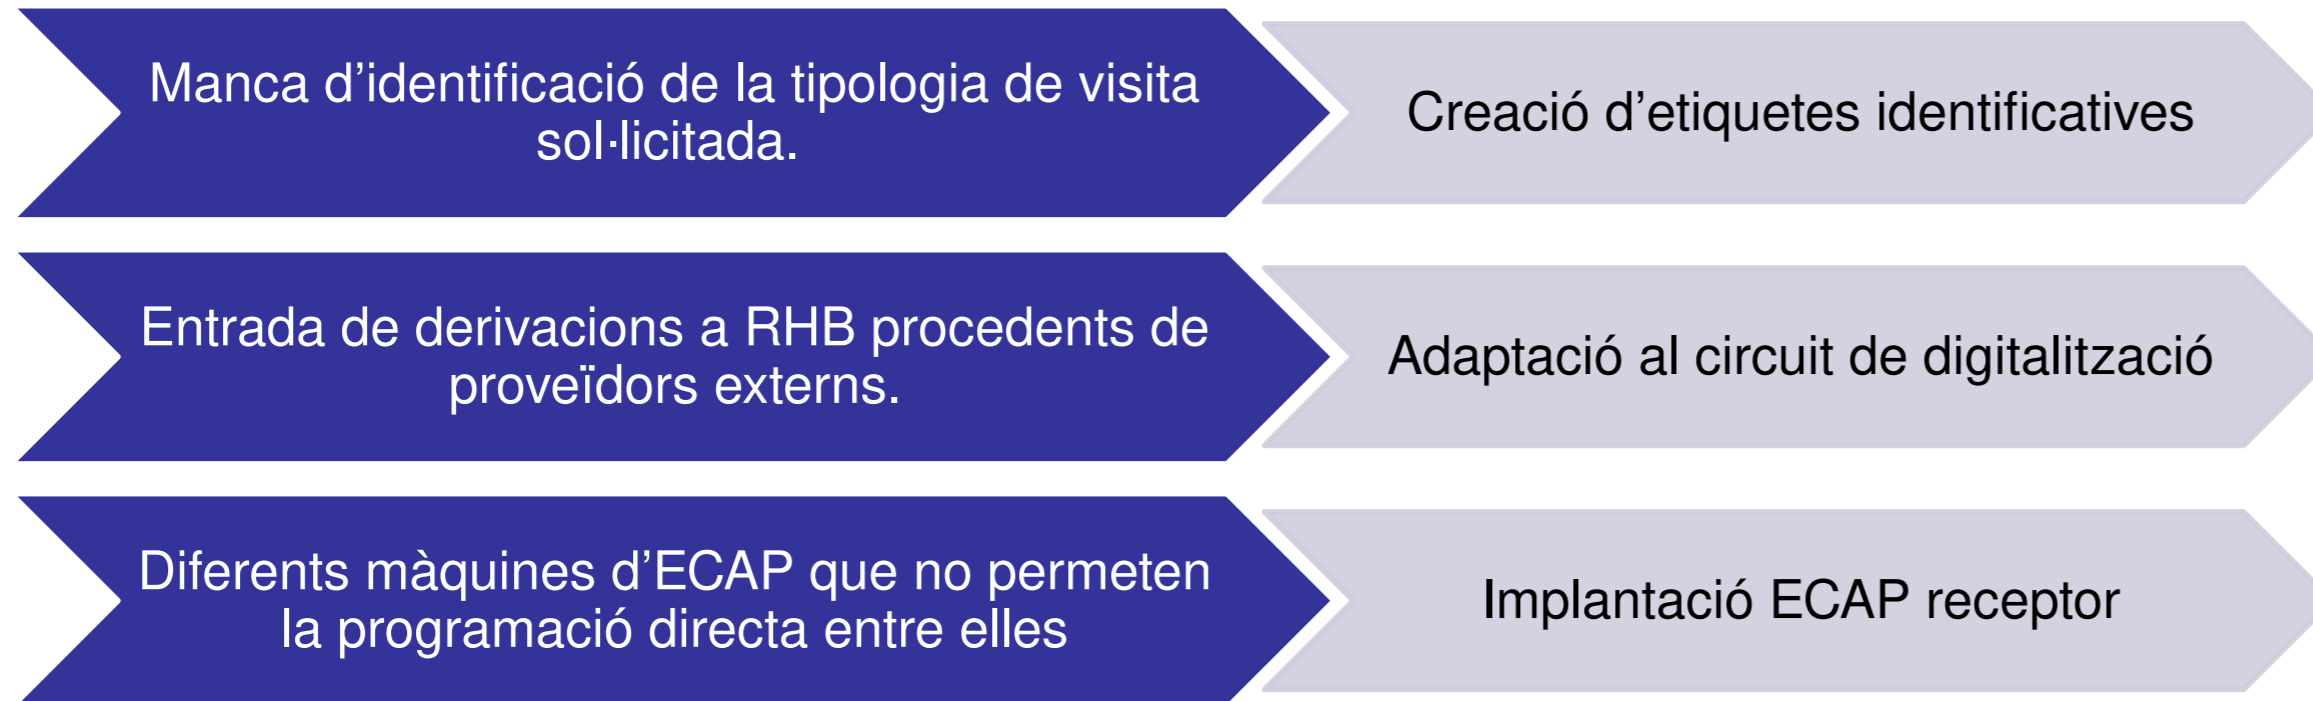 Manca d’identificació de la tipologia de visita
sol·licitada.
Creació d’etiquetes identificatives
Entrada de derivacions a RHB procedents de
proveïdors externs.
Adaptació al circuit de digitalització
Diferents màquines d’ECAP que no permeten
la programació directa entre elles
Implantació ECAP receptor